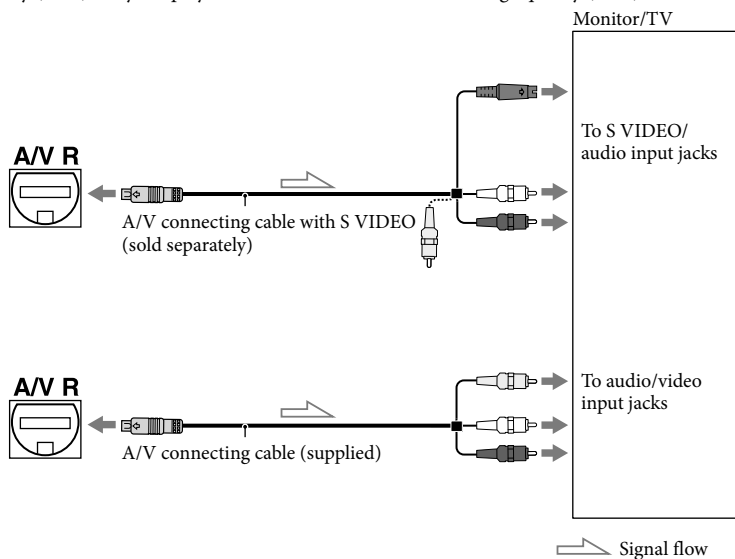 Monitor/TV
To S VIDEO/
audio input jacks
A/V R
A/V connecting cable with S VIDEO
(sold separately)
To audio/video
input jacks
A/V R
A/V connecting cable (supplied)
Signal flow